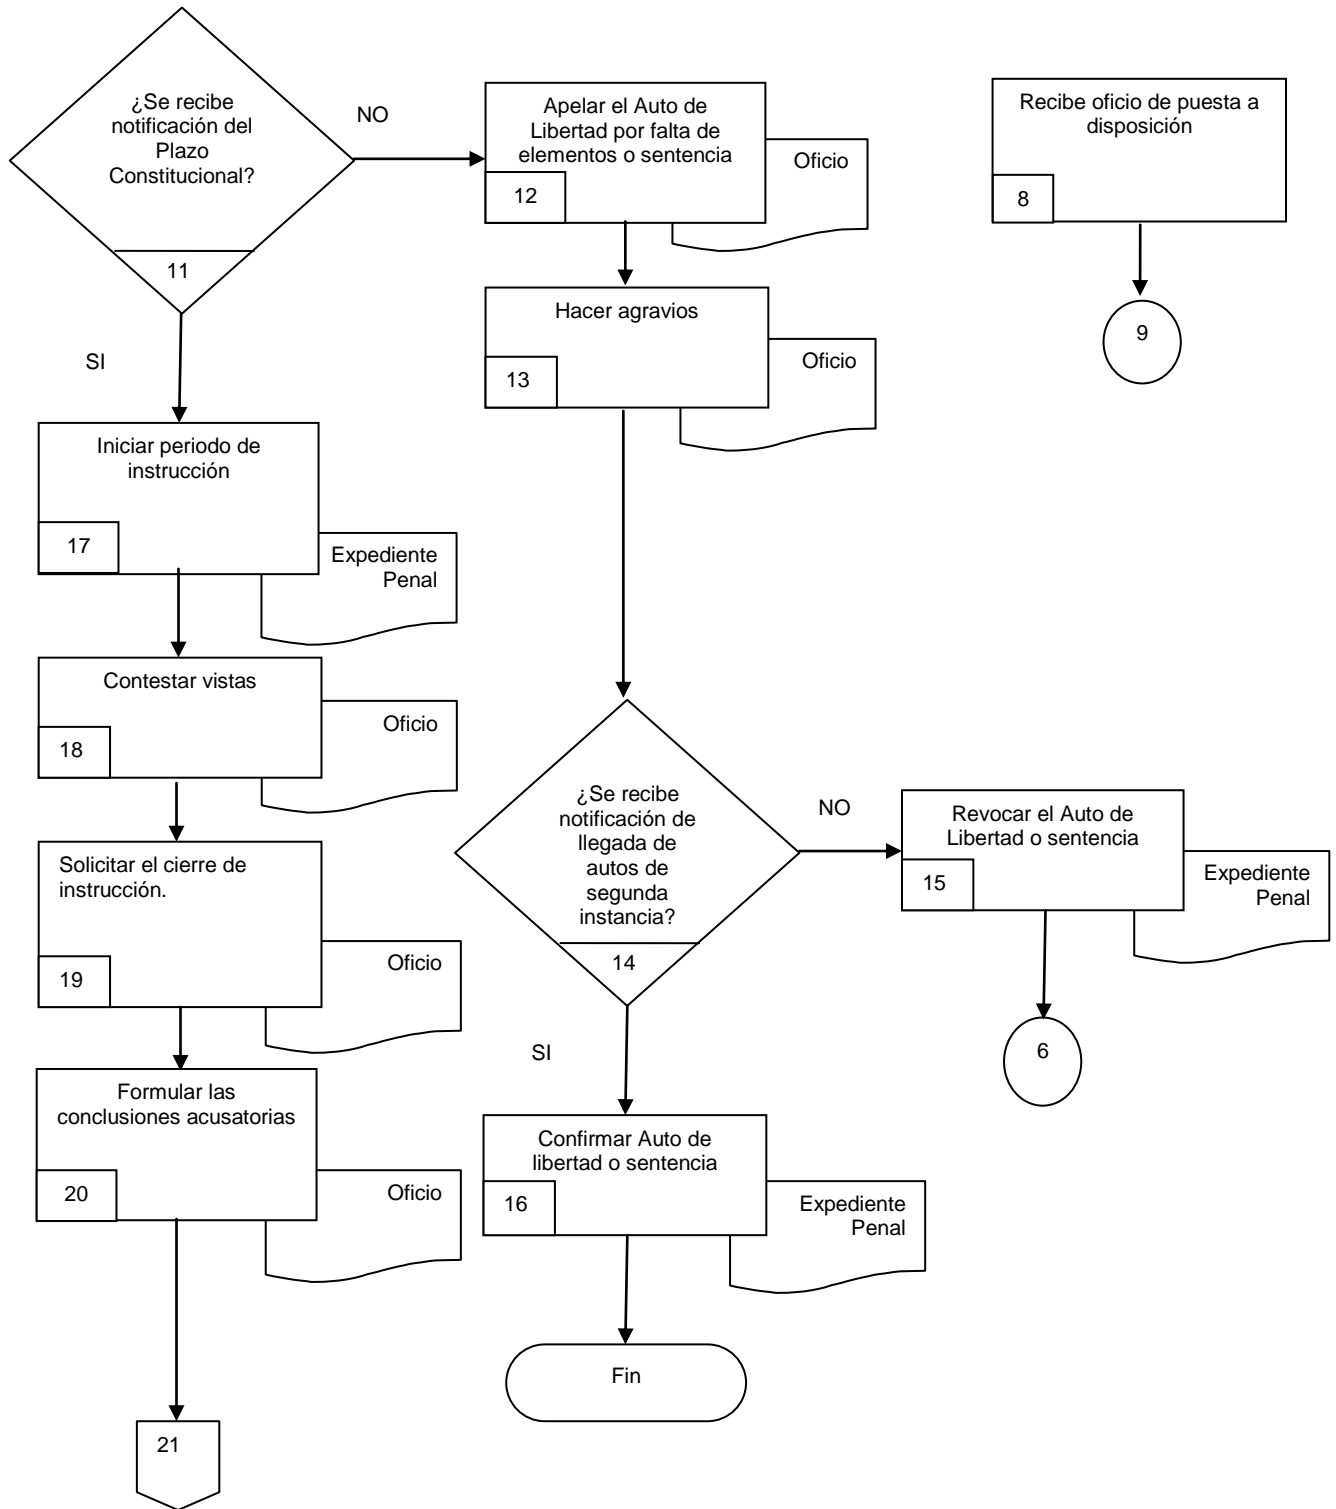 ¿Se recibe
notificación del
Plazo
Constitucional?
11
NO
SI
Apelar el Auto de
Libertad por falta de
elementos o sentencia
12
Oficio
Recibe oficio de puesta a
disposición
8
9
Hacer agravios
13
Oficio
Iniciar periodo de
instrucción
17
Expediente
Penal
Contestar vistas
18
Oficio
Solicitar el cierre de
instrucción.
19
Oficio
Formular las
conclusiones acusatorias
20
Oficio
21
¿Se recibe
notificación de
llegada de
autos de
segunda
instancia?
14
NO
SI
Revocar el Auto de
Libertad o sentencia
15
Expediente
Penal
6
Confirmar Auto de
libertad o sentencia
16
Expediente
Penal
Fin